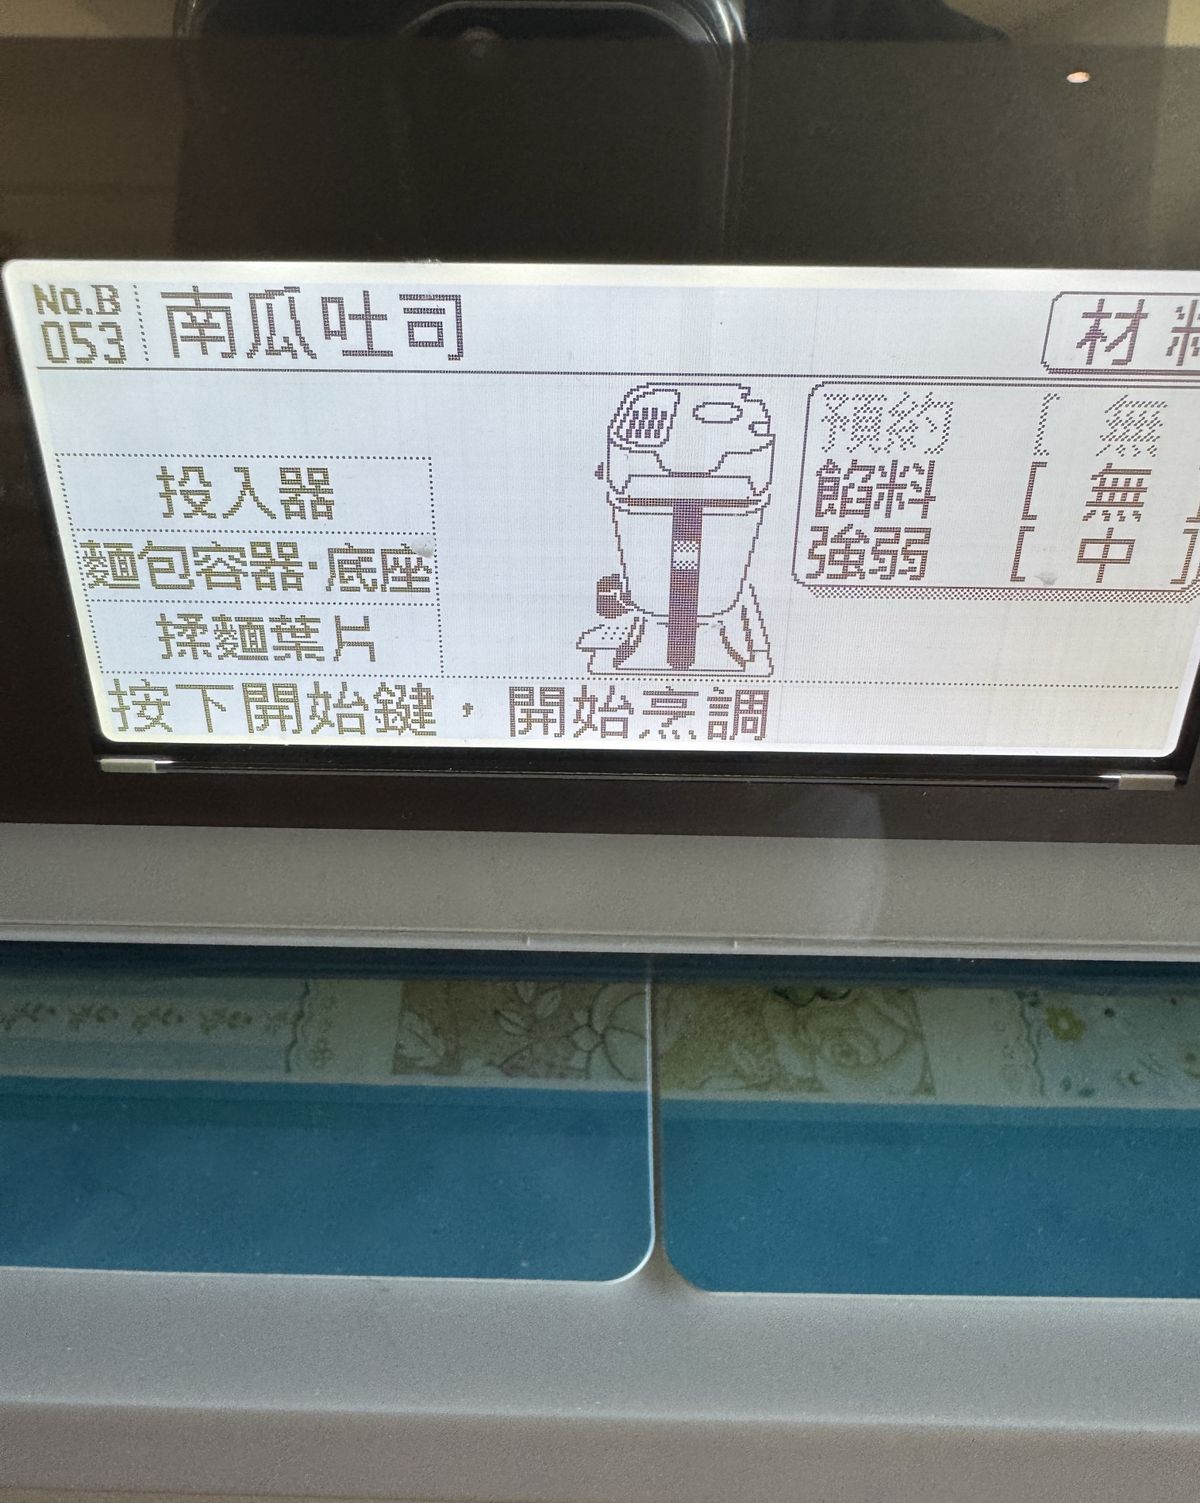 No.B
053
南瓜吐司
材料
預約 [ 無
餡料 [ 無 ]
強弱 [ 中 ]
投入器
麵包容器·底座
揉麵葉片
按下開始鍵,開始烹調